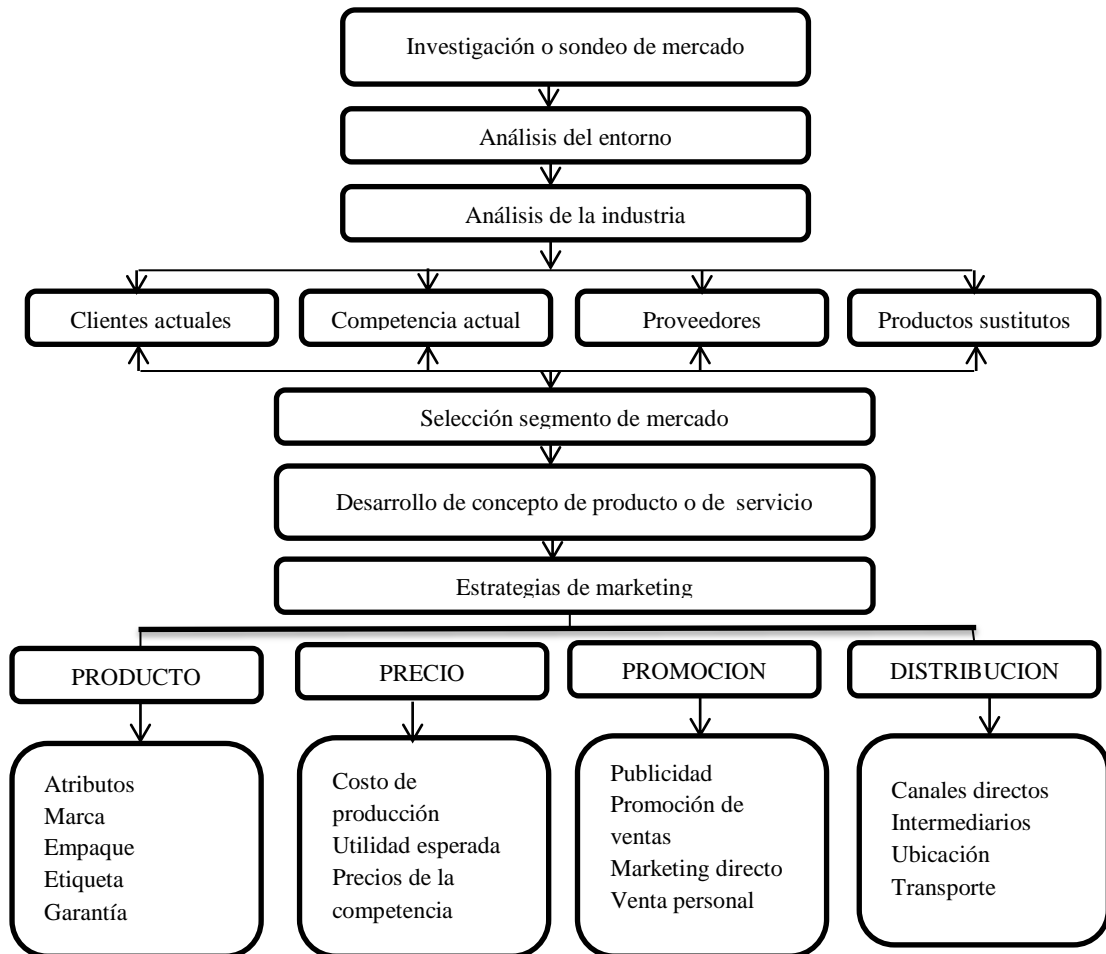 Investigación o sondeo de mercado
Análisis del entorno
Análisis de la industria
Clientes actuales
Competencia actual
Proveedores
Productos sustitutos
Selección segmento de mercado
Desarrollo de concepto de producto o de servicio
Estrategias de marketing
PRODUCTO
PRECIO
PROMOCION
DISTRIBUCION
Atributos
Marca
Empaque
Etiqueta
Garantía
Costo de
producción
Utilidad esperada
Precios de la
competencia
Publicidad
Promoción de
ventas
Marketing directo
Venta personal
Canales directos
Intermediarios
Ubicación
Transporte